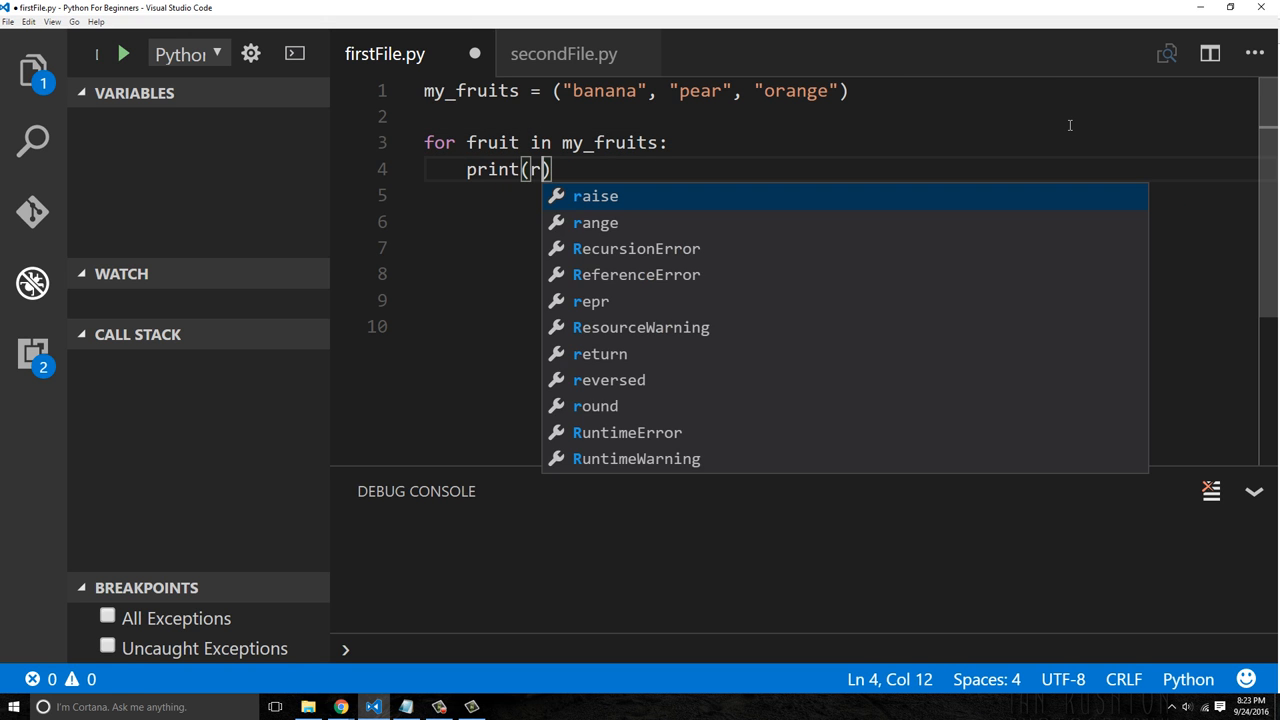 ● firstFile.py - Python For Beginners - Visual Studio Code
File Edit View Go Help
Python ▼
firstFile.py ●
secondFile.py
VARIABLES
WATCH
CALL STACK
BREAKPOINTS
All Exceptions
Uncaught Exceptions
1
2
1 my_fruits = ("banana", "pear", "orange")
2
3 for fruit in my_fruits:
4 print(r)
5
6
7
8
9
10
raise
range
RecursionError
ReferenceError
repr
ResourceWarning
return
reversed
round
RuntimeError
RuntimeWarning
DEBUG CONSOLE
0 0
Ln 4, Col 12
Spaces: 4
UTF-8
CRLF
Python
I'm Cortana. Ask me anything.
8:23 PM
9/24/2016